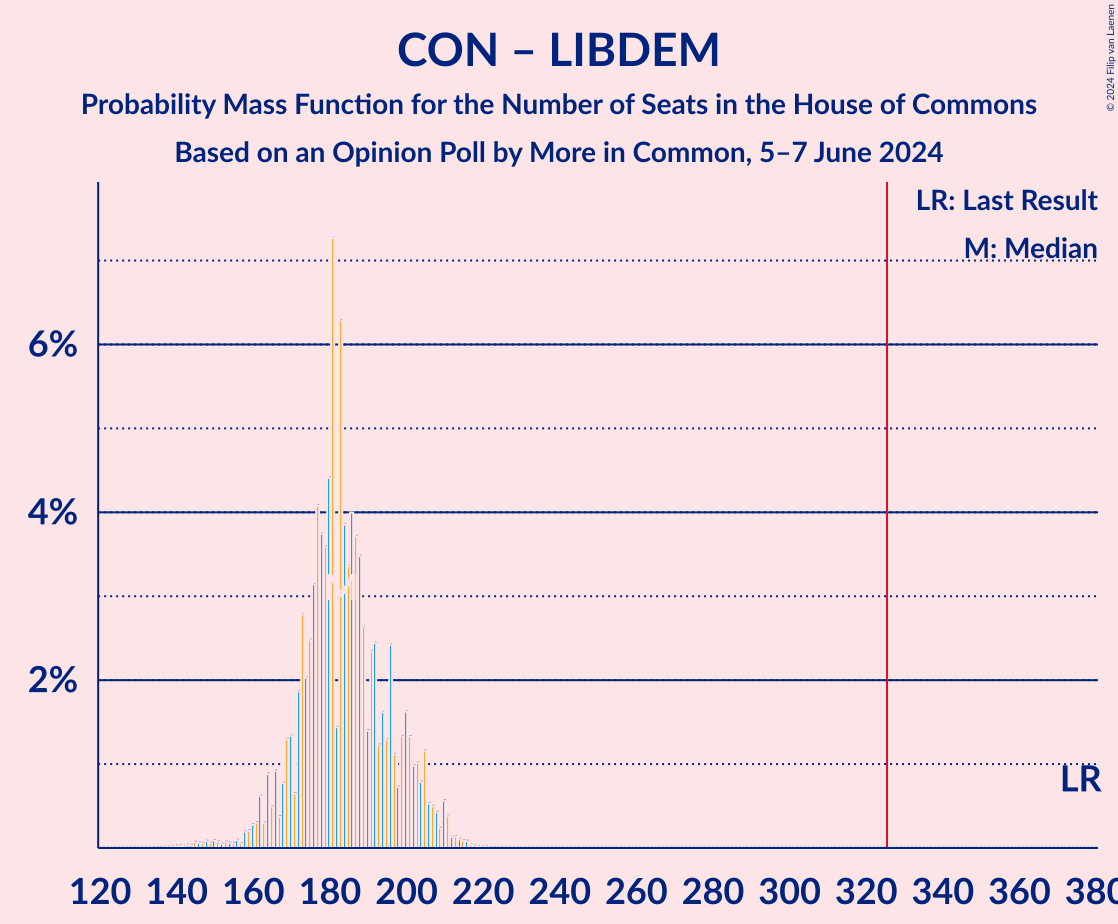 CON – LIBDEM
Probability Mass Function for the Number of Seats in the House of Commons
Based on an Opinion Poll by More in Common, 5–7 June 2024
© 2024 Filip van Laenen
LR: Last Result
M: Median
6%
4%
2%
LR
120 140 160 180 200 220 240 260 280 300 320 340 360 380